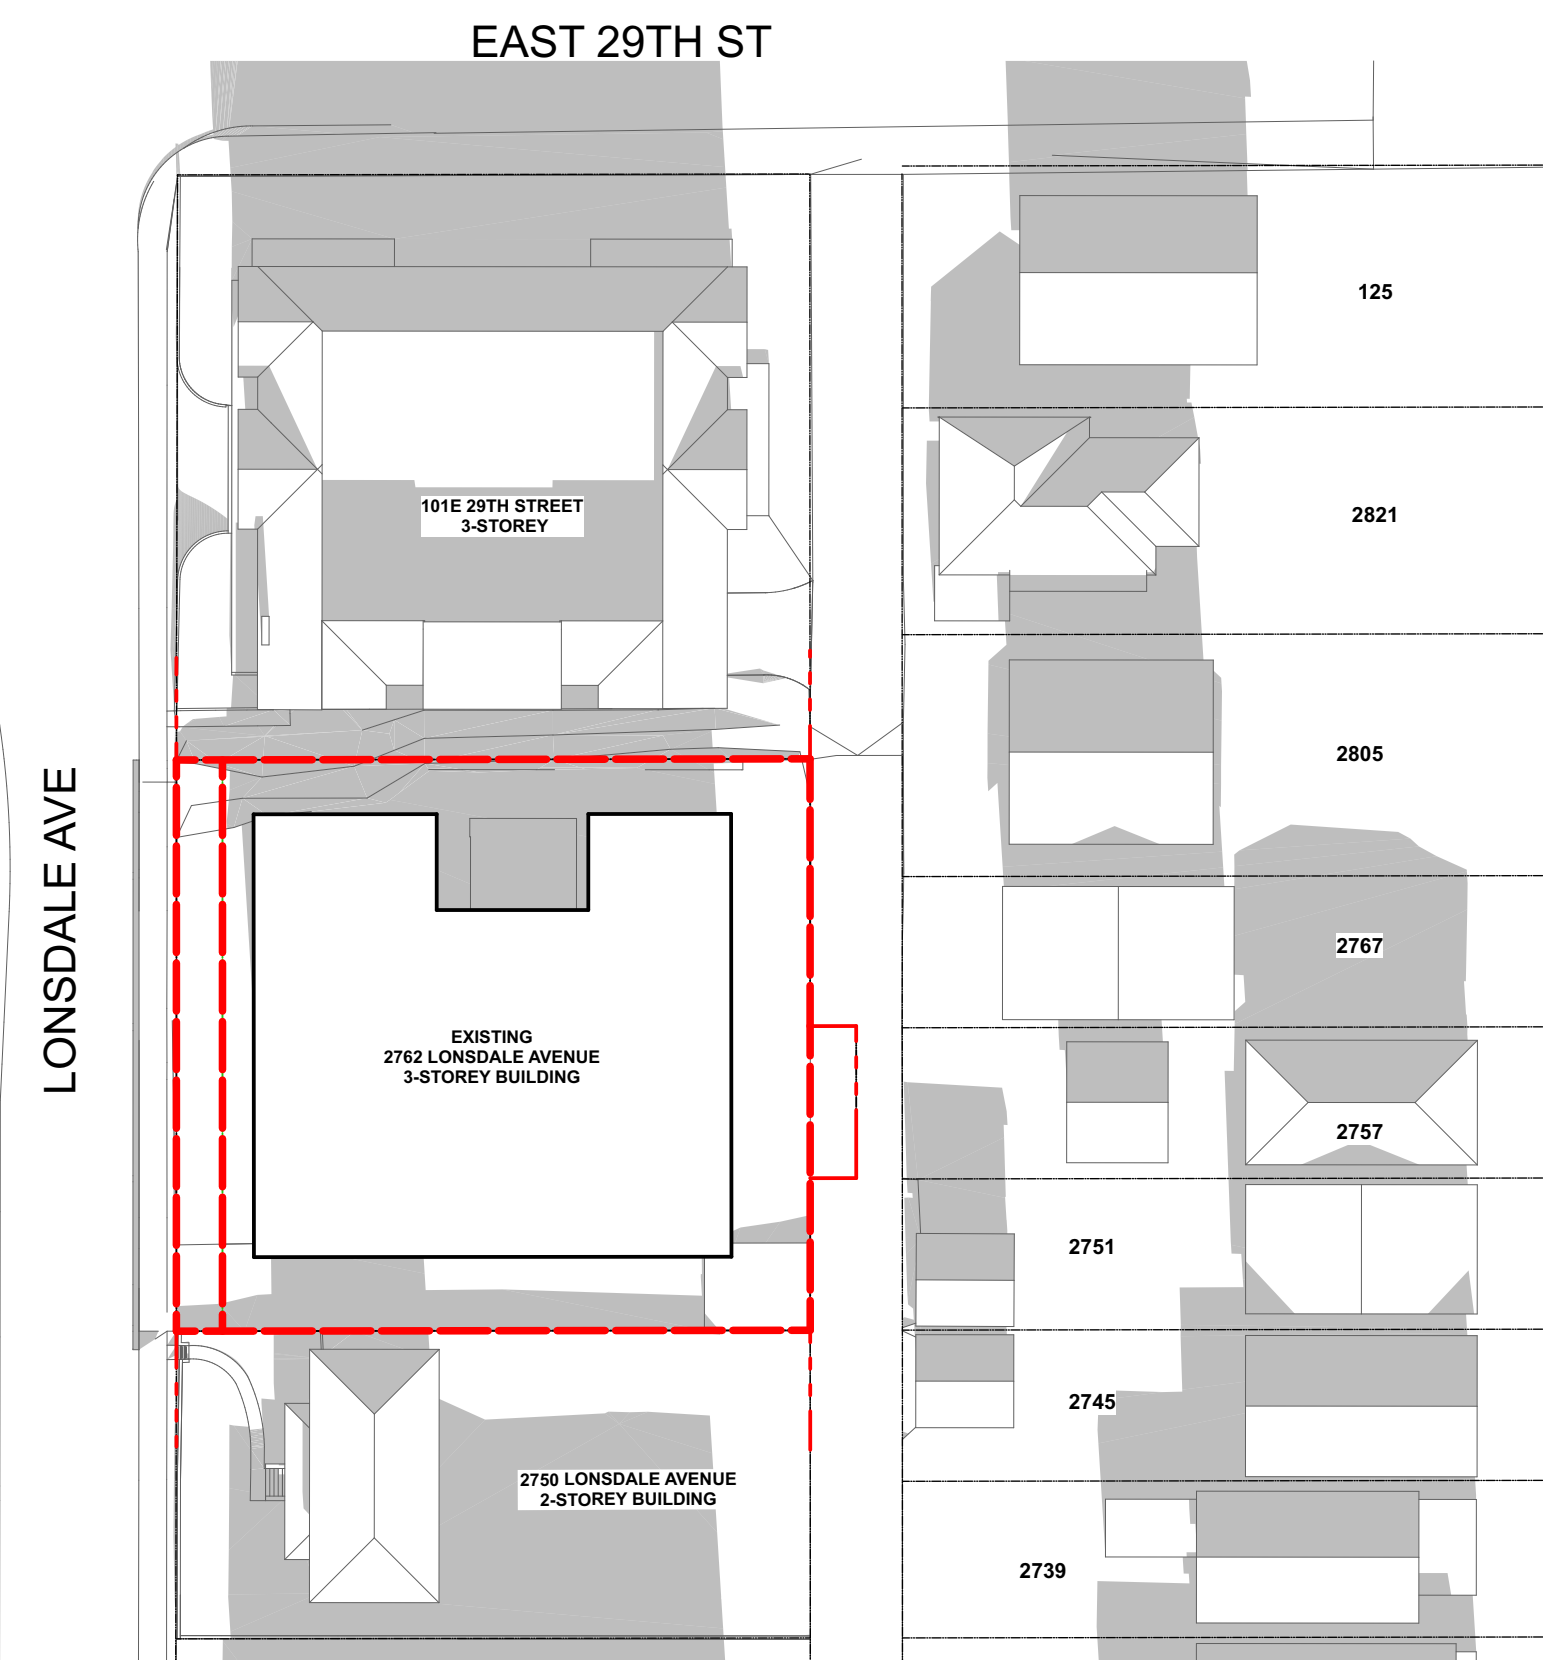 EAST 29TH ST
125
101E 29TH STREET
3-STOREY
2821
2805
LONSDALE AVE
2767
EXISTING
2762 LONSDALE AVENUE
3-STOREY BUILDING
2757
2751
2745
2750 LONSDALE AVENUE
2-STOREY BUILDING
2739